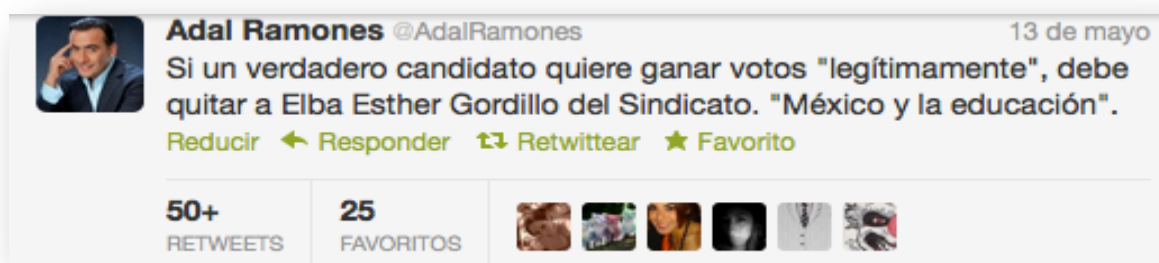 Adal Ramones @AdalRamones 13 de mayo
Si un verdadero candidato quiere ganar votos "legítimamente", debe
quitar a Elba Esther Gordillo del Sindicato. "México y la educación".
Reducir Responder Retwittear Favorito
50+ 25
RETWEETS FAVORITOS